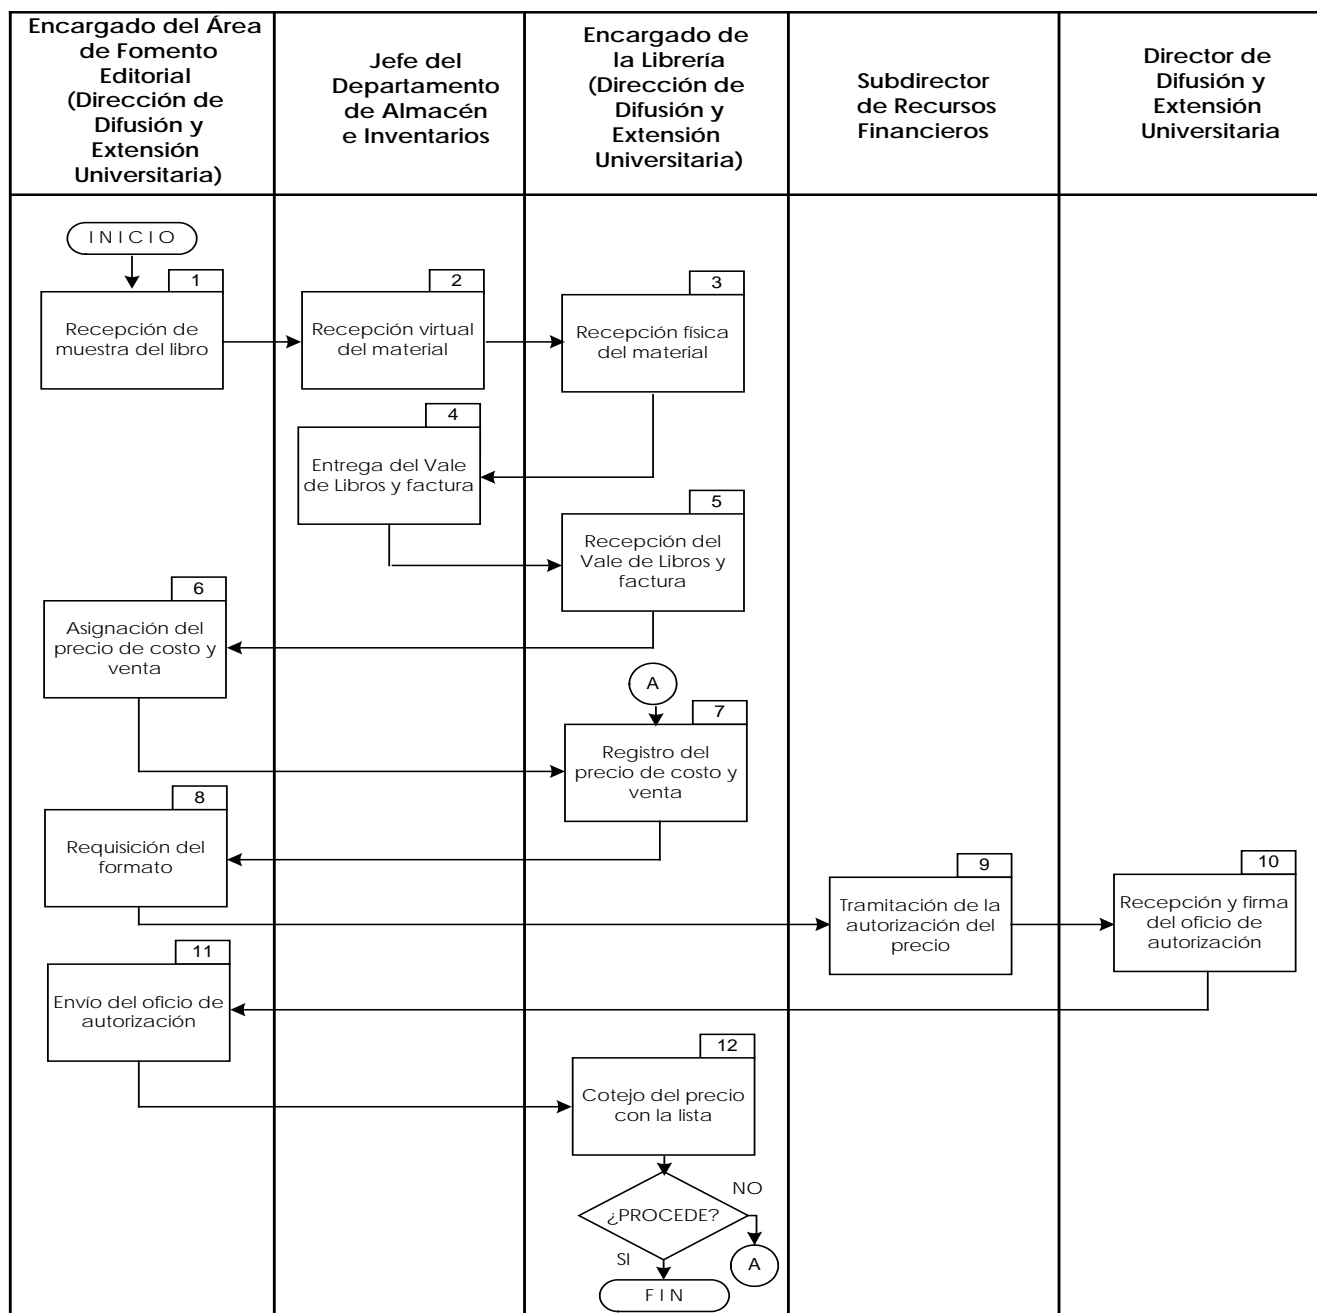 Encargado del Área
de Fomento
Editorial
(Dirección de
Difusión y
Extensión
Universitaria)
Jefe del
Departamento
de Almacén
e Inventarios
Encargado de
la Librería
(Dirección de
Difusión y
Extensión
Universitaria)
Subdirector
de Recursos
Financieros
Director de
Difusión y
Extensión
Universitaria
INICIO
1
Recepción de
muestra del libro
2
Recepción virtual
del material
3
Recepción física
del material
4
Entrega del Vale
de Libros y factura
5
Recepción del
Vale de Libros y
factura
6
Asignación del
precio de costo y
venta
A
7
Registro del
precio de costo y
venta
8
Requisición del
formato
9
Tramitación de la
autorización del
precio
10
Recepción y firma
del oficio de
autorización
11
Envío del oficio de
autorización
12
Cotejo del precio
con la lista
¿PROCEDE?
NO
A
SI
FIN